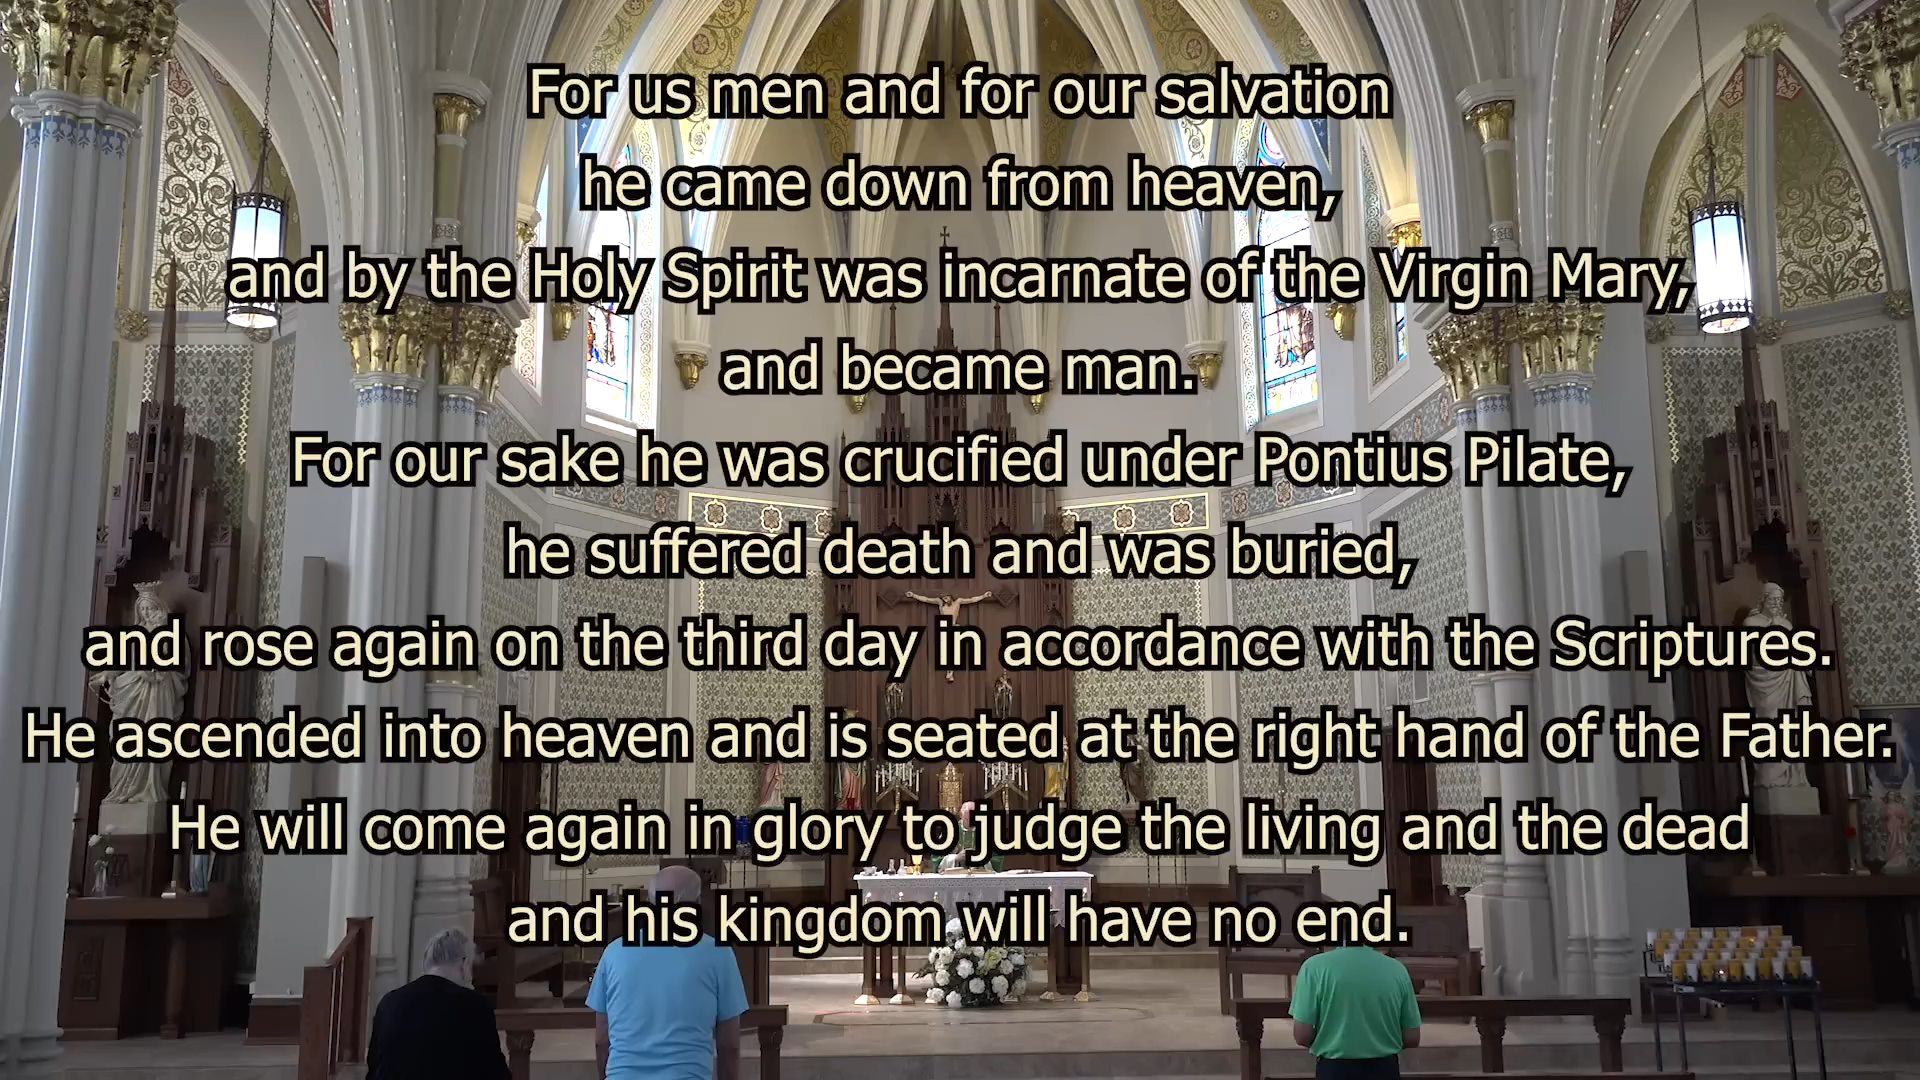 For us men and for our salvation
he came down from heaven,
and by the Holy Spirit was incarnate of the Virgin Mary,
and became man.
For our sake he was crucified under Pontius Pilate,
he suffered death and was buried,
and rose again on the third day in accordance with the Scriptures.
He ascended into heaven and is seated at the right hand of the Father.
He will come again in glory to judge the living and the dead
and his kingdom will have no end.